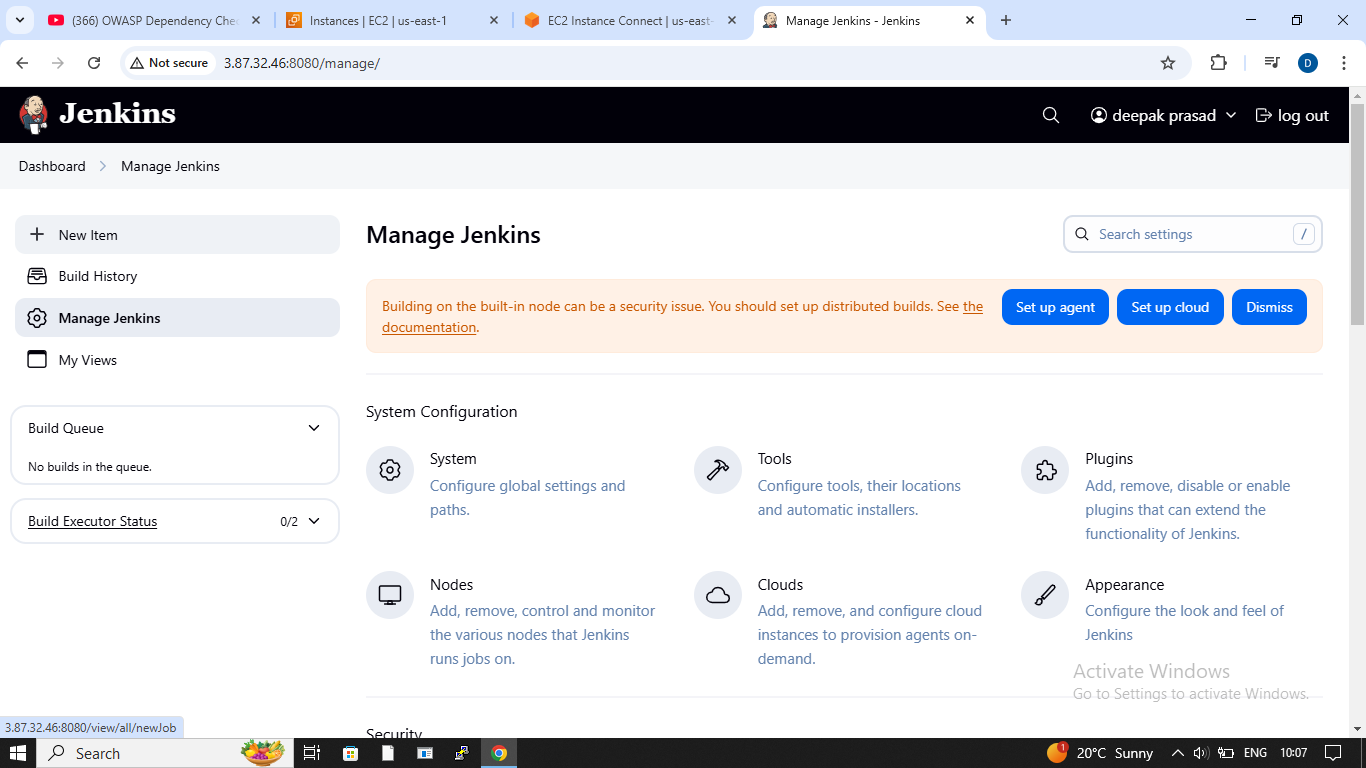 (366) OWASP Dependency Che
Instances | EC2 | us-east-1
EC2 Instance Connect | us-east-
Manage Jenkins - Jenkins
Not secure
3.87.32.46:8080/manage/
D
Jenkins
deepak prasad
log out
Dashboard
Manage Jenkins
New Item
Build History
Manage Jenkins
My Views
Build Queue
No builds in the queue.
Build Executor Status
0/2
Manage Jenkins
Search settings
/
Building on the built-in node can be a security issue. You should set up distributed builds. See the
documentation.
Set up agent
Set up cloud
Dismiss
System Configuration
System
Configure global settings and
paths.
Tools
Configure tools, their locations
and automatic installers.
Plugins
Add, remove, disable or enable
plugins that can extend the
functionality of Jenkins.
Nodes
Add, remove, control and monitor
the various nodes that Jenkins
runs jobs on.
Clouds
Add, remove, and configure cloud
instances to provision agents on-
demand.
Appearance
Configure the look and feel of
Jenkins
Activate Windows
Go to Settings to activate Windows.
Security
3.87.32.46:8080/view/all/newJob
Search
1
20°C Sunny
ENG
10:07